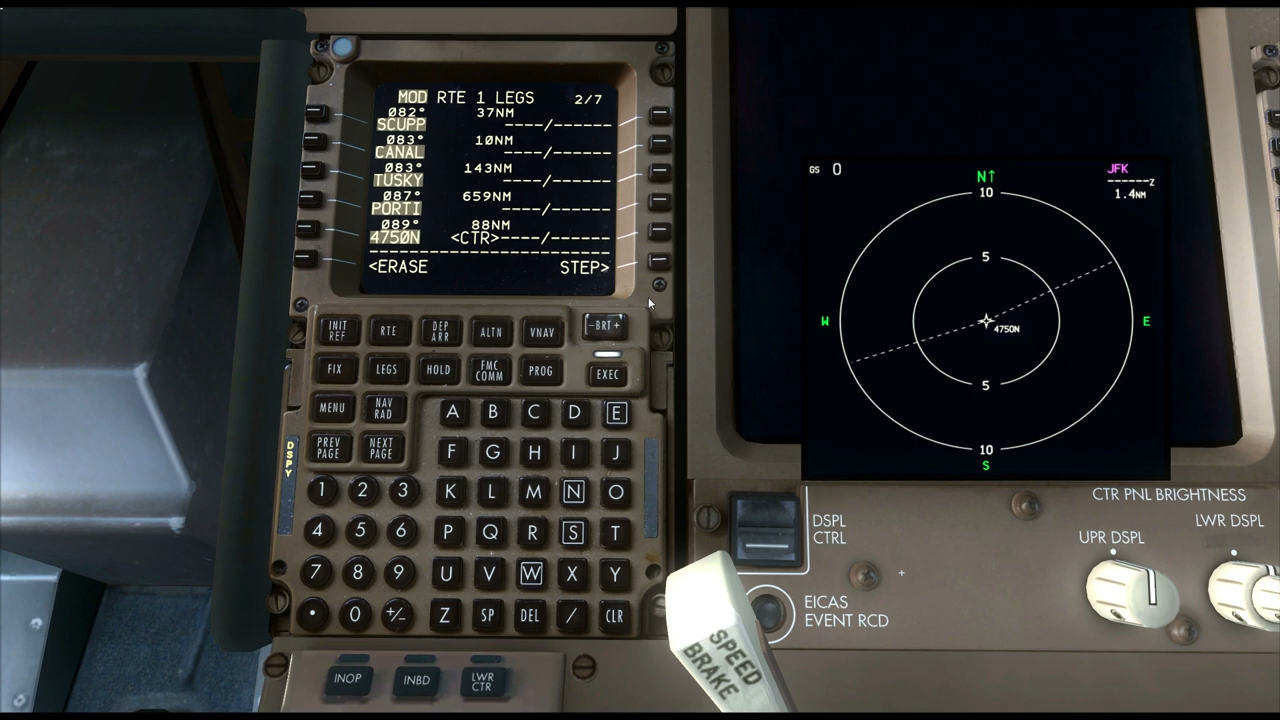 MOD RTE 1 LEGS 2/7
082° 37NM
SCUPP ----/------
083° 10NM
CANAL ----/------
083° 143NM
TUSKY ----/------
087° 659NM
PORTI ----/------
089° 88NM
4750N <CTR>----/------
<ERASE STEP>
INIT REF RTE DEP ARR ALTN VNAV -BRT+
FIX LEGS HOLD FMC COMM PROG EXEC
MENU NAV RAD
PREV PAGE NEXT PAGE
DSPY
A B C D E
F G H I J
1 2 3 K L M N O
4 5 6 P Q R S T
7 8 9 U V W X Y
. 0 +/- Z SP DEL / CLR
INOP INBD LWR CTR
GS 0
N↑
JFK
------Z
1.4NM
10
5
W E
4750N
5
10
S
DSPL CTRL
EICAS EVENT RCD
SPEED BRAKE
CTR PNL BRIGHTNESS
UPR DSPL
LWR DSPL